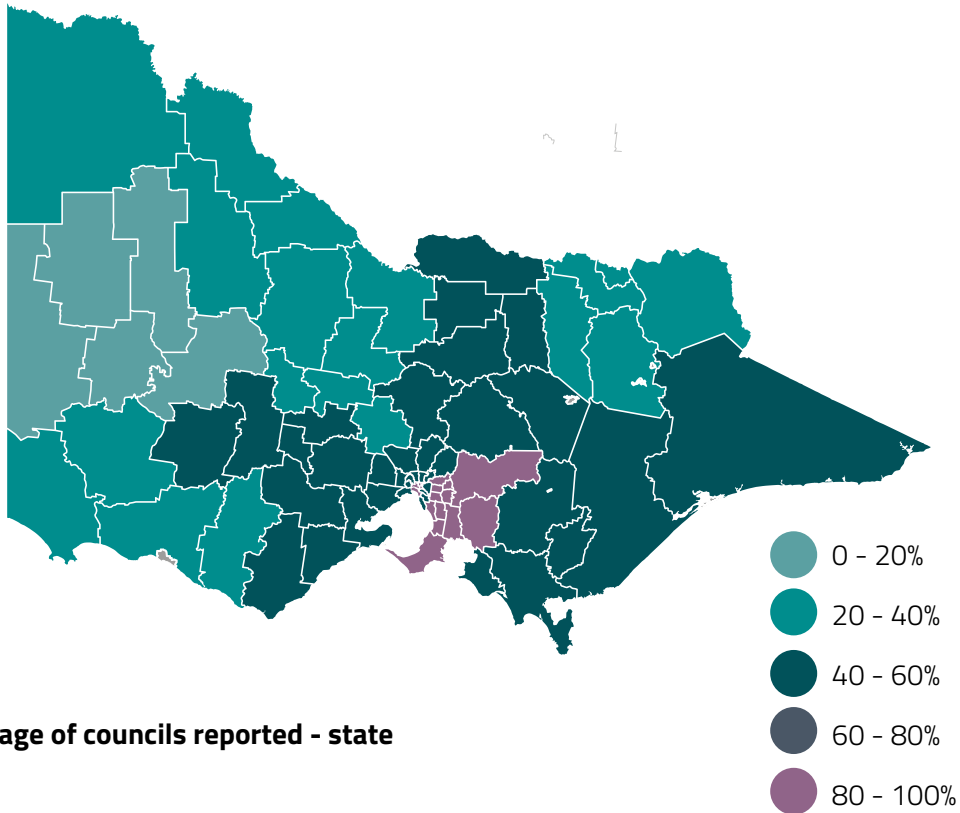 0 - 20%
20 - 40%
40 - 60%
60 - 80%
age of councils reported - state
80 - 100%